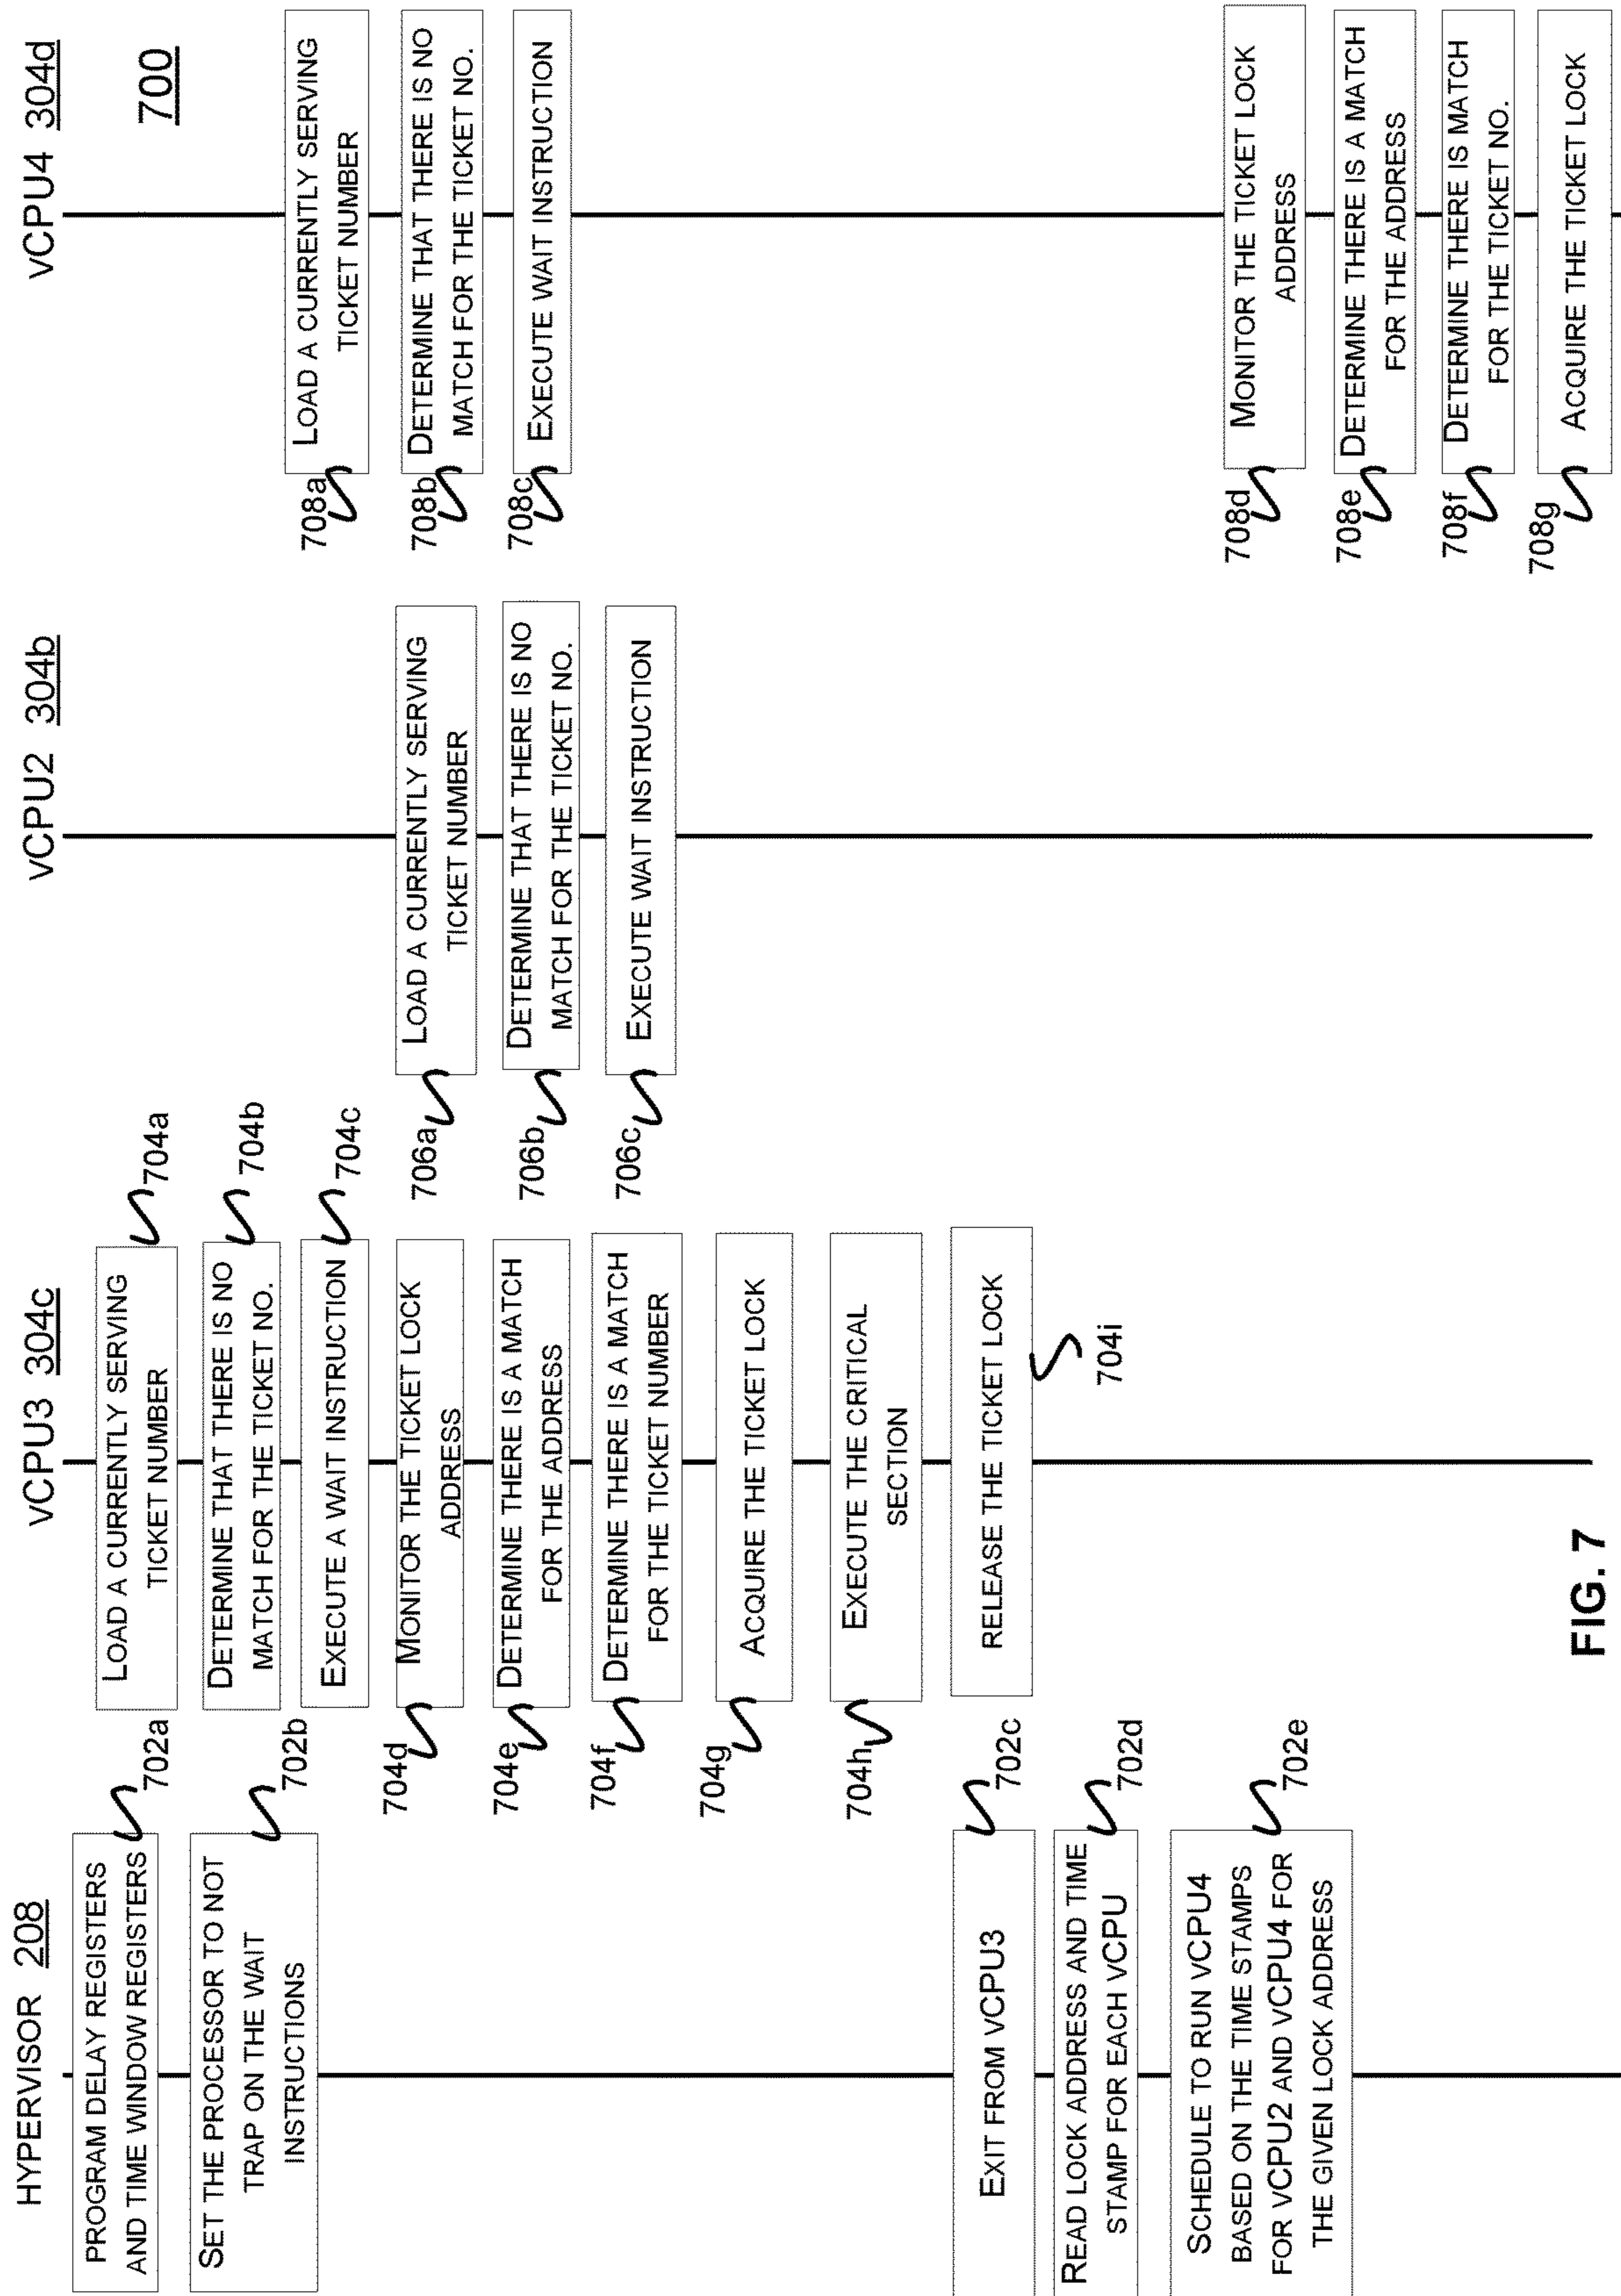 HYPERVISOR 208
PROGRAM DELAY REGISTERS
AND TIME WINDOW REGISTERS
702a
SET THE PROCESSOR TO NOT
TRAP ON THE WAIT
INSTRUCTIONS
702b
EXIT FROM VCPU3
702c
READ LOCK ADDRESS AND TIME
STAMP FOR EACH VCPU
702d
SCHEDULE TO RUN VCPU4
BASED ON THE TIME STAMPS
FOR VCPU2 AND VCPU4 FOR
THE GIVEN LOCK ADDRESS
702e
vCPU3 304c
LOAD A CURRENTLY SERVING
TICKET NUMBER
704a
DETERMINE THAT THERE IS NO
MATCH FOR THE TICKET NO.
704b
EXECUTE A WAIT INSTRUCTION
704c
MONITOR THE TICKET LOCK
ADDRESS
704d
DETERMINE THERE IS A MATCH
FOR THE ADDRESS
704e
DETERMINE THERE IS A MATCH
FOR THE TICKET NUMBER
704f
ACQUIRE THE TICKET LOCK
704g
EXECUTE THE CRITICAL
SECTION
704h
RELEASE THE TICKET LOCK
704i
vCPU2 304b
LOAD A CURRENTLY SERVING
TICKET NUMBER
706a
DETERMINE THAT THERE IS NO
MATCH FOR THE TICKET NO.
706b
EXECUTE WAIT INSTRUCTION
706c
vCPU4 304d
700
LOAD A CURRENTLY SERVING
TICKET NUMBER
708a
DETERMINE THAT THERE IS NO
MATCH FOR THE TICKET NO.
708b
EXECUTE WAIT INSTRUCTION
708c
MONITOR THE TICKET LOCK
ADDRESS
708d
DETERMINE THERE IS A MATCH
FOR THE ADDRESS
708e
DETERMINE THERE IS MATCH
FOR THE TICKET NO.
708f
ACQUIRE THE TICKET LOCK
708g
FIG. 7